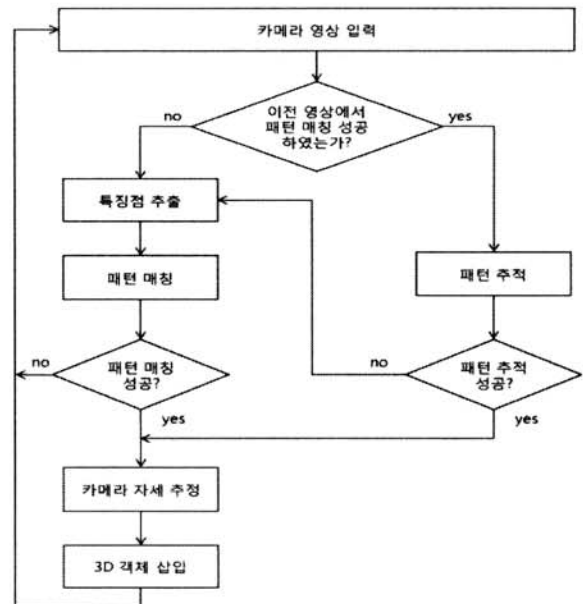 카메라 영상 입력
이전 영상에서
패턴 매칭 성공
하였는가?
no
yes
특징점 추출
패턴 매칭
패턴 추적
no
패턴 매칭
성공?
no
패턴 추적
성공?
yes
yes
카메라 자세 추정
3D 객체 삽입